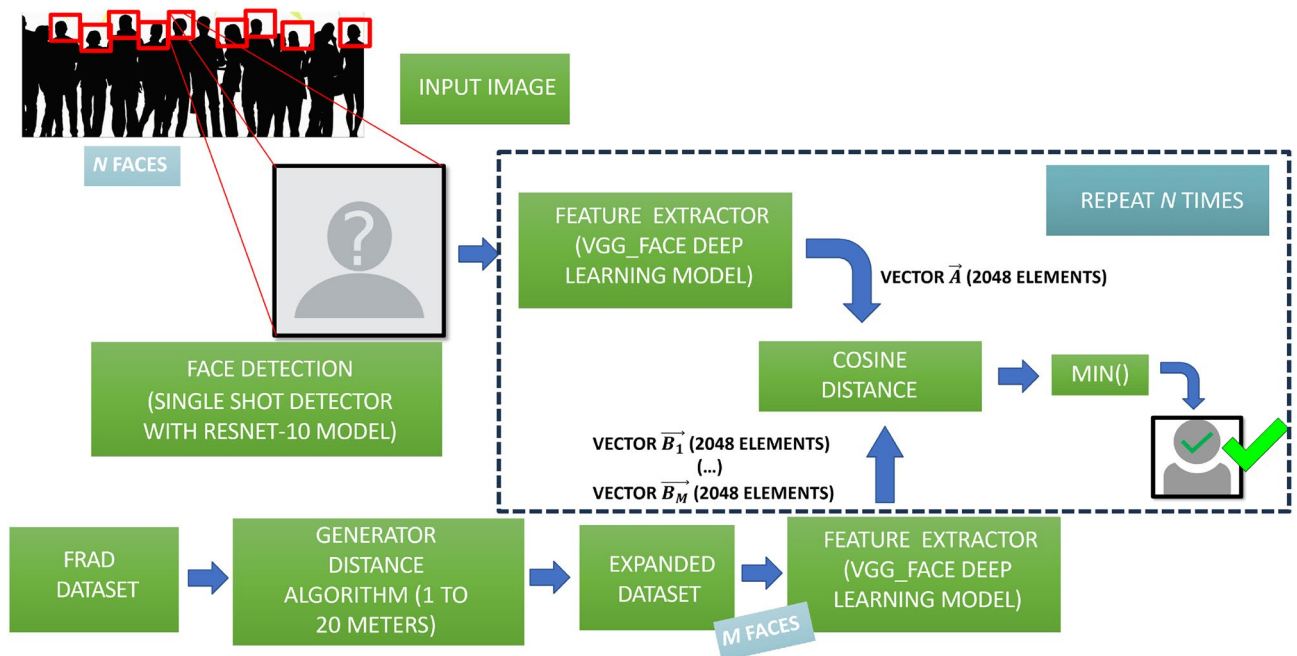 INPUT IMAGE
N FACES
?
FEATURE EXTRACTOR
(VGG_FACE DEEP
LEARNING MODEL)
REPEAT N TIMES
VECTOR A⃗ (2048 ELEMENTS)
FACE DETECTION
(SINGLE SHOT DETECTOR
WITH RESNET-10 MODEL)
COSINE
DISTANCE
MIN()
VECTOR B₁⃗ (2048 ELEMENTS)
(...)
VECTOR B_M⃗ (2048 ELEMENTS)
FRAD
DATASET
GENERATOR
DISTANCE
ALGORITHM (1 TO
20 METERS)
EXPANDED
DATASET
M FACES
FEATURE EXTRACTOR
(VGG_FACE DEEP
LEARNING MODEL)